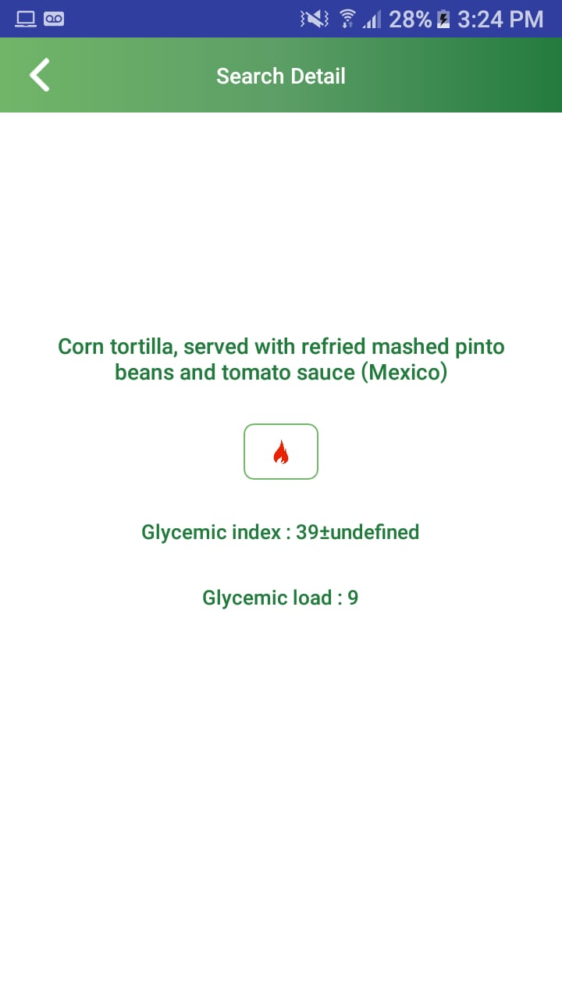 28% 3:24 PM
Search Detail
Corn tortilla, served with refried mashed pinto
beans and tomato sauce (Mexico)
Glycemic index : 39±undefined
Glycemic load : 9